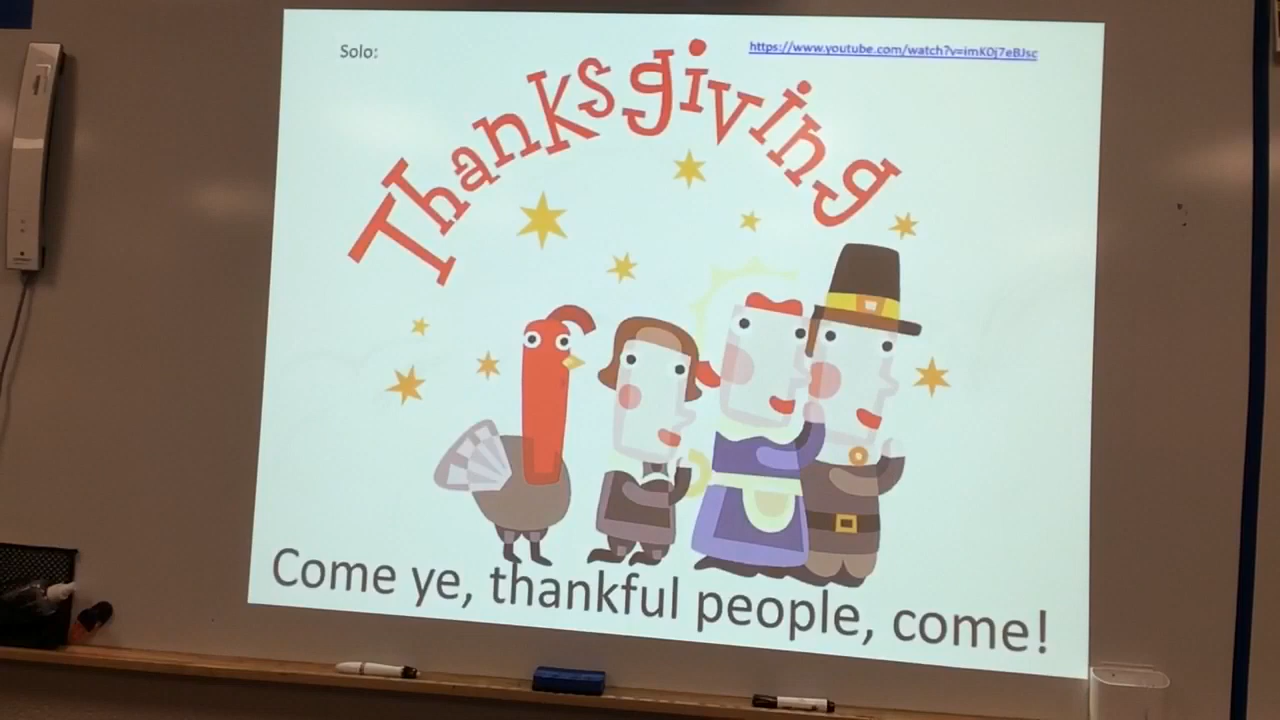 Solo:
https://www.youtube.com/watch?v=imK0j7eBJsc
Thanksgiving
Come ye, thankful people, come!